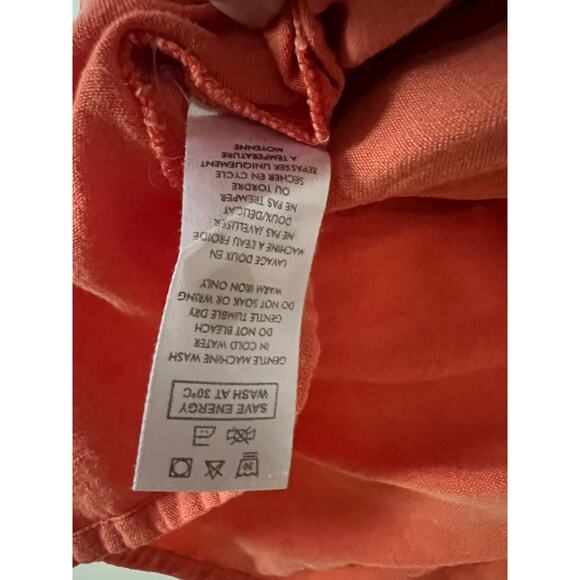 30
SAVE ENERGY
WASH AT 30°C
GENTLE MACHINE WASH
IN COLD WATER
DO NOT BLEACH
GENTLE TUMBLE DRY
DO NOT SOAK OR WRING
WARM IRON ONLY
LAVAGE DOUX EN
MACHINE A L'EAU FROIDE
NE PAS JAVELLISER
DOUX/DELICAT
NE PAS TREMPER
OU TORDRE
SECHER EN CYCLE
REPASSER UNIQUEMENT
A TEMPERATURE
MOYENNE